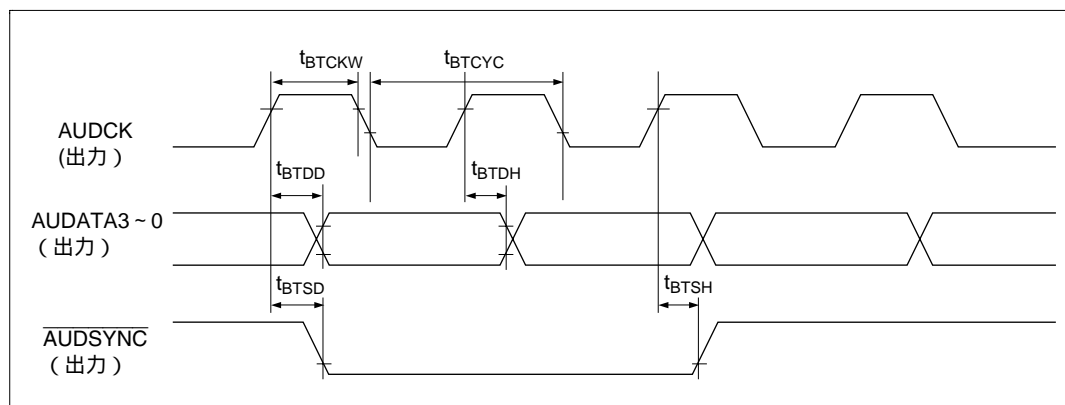 tBTCKW
tBTCYC
AUDCK
(出力)
tBTDD
tBTDH
AUDATA3~0
(出力)
tBTSD
tBTSH
AUDSYNC
(出力)